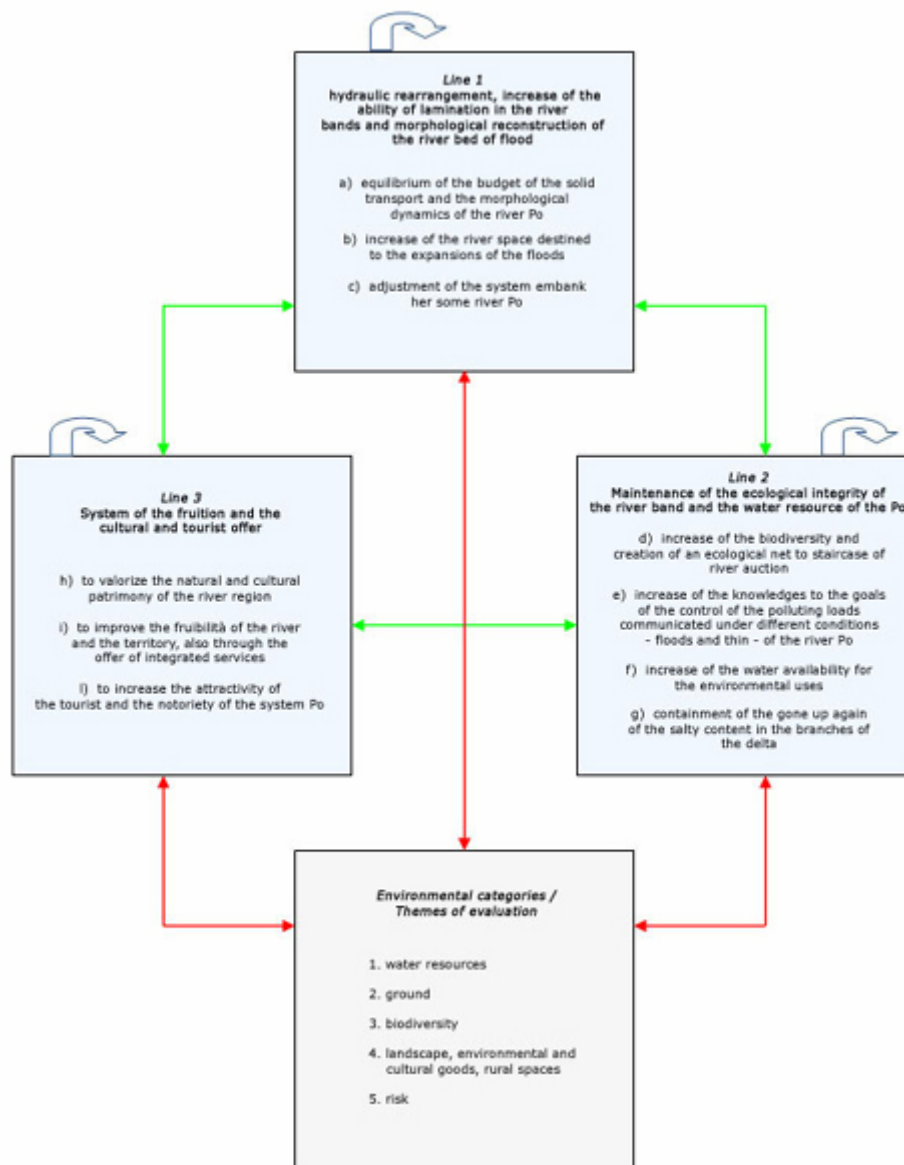 Line 1
hydraulic rearrangement, increase of the
ability of lamination in the river
bands and morphological reconstruction of
the river bed of flood
a) equilibrium of the budget of the solid
transport and the morphological
dynamics of the river Po
b) increase of the river space destined
to the expansions of the floods
c) adjustment of the system embank
her some river Po
Line 3
System of the fruition and the
cultural and tourist offer
h) to valorize the natural and cultural
patrimony of the river region
i) to improve the fruibilità of the river
and the territory, also through the
offer of integrated services
l) to increase the attractivity of
the tourist and the notoriety of the system Po
Line 2
Maintenance of the ecological integrity of
the river band and the water resource of the Po
d) increase of the biodiversity and
creation of an ecological net to staircase of
river auction
e) increase of the knowledges to the goals
of the control of the polluting loads
communicated under different conditions
- floods and thin - of the river Po
f) increase of the water availability for
the environmental uses
g) containment of the gone up again
of the salty content in the branches of
the delta
Environmental categories /
Themes of evaluation
1. water resources
2. ground
3. biodiversity
4. landscape, environmental and
cultural goods, rural spaces
5. risk